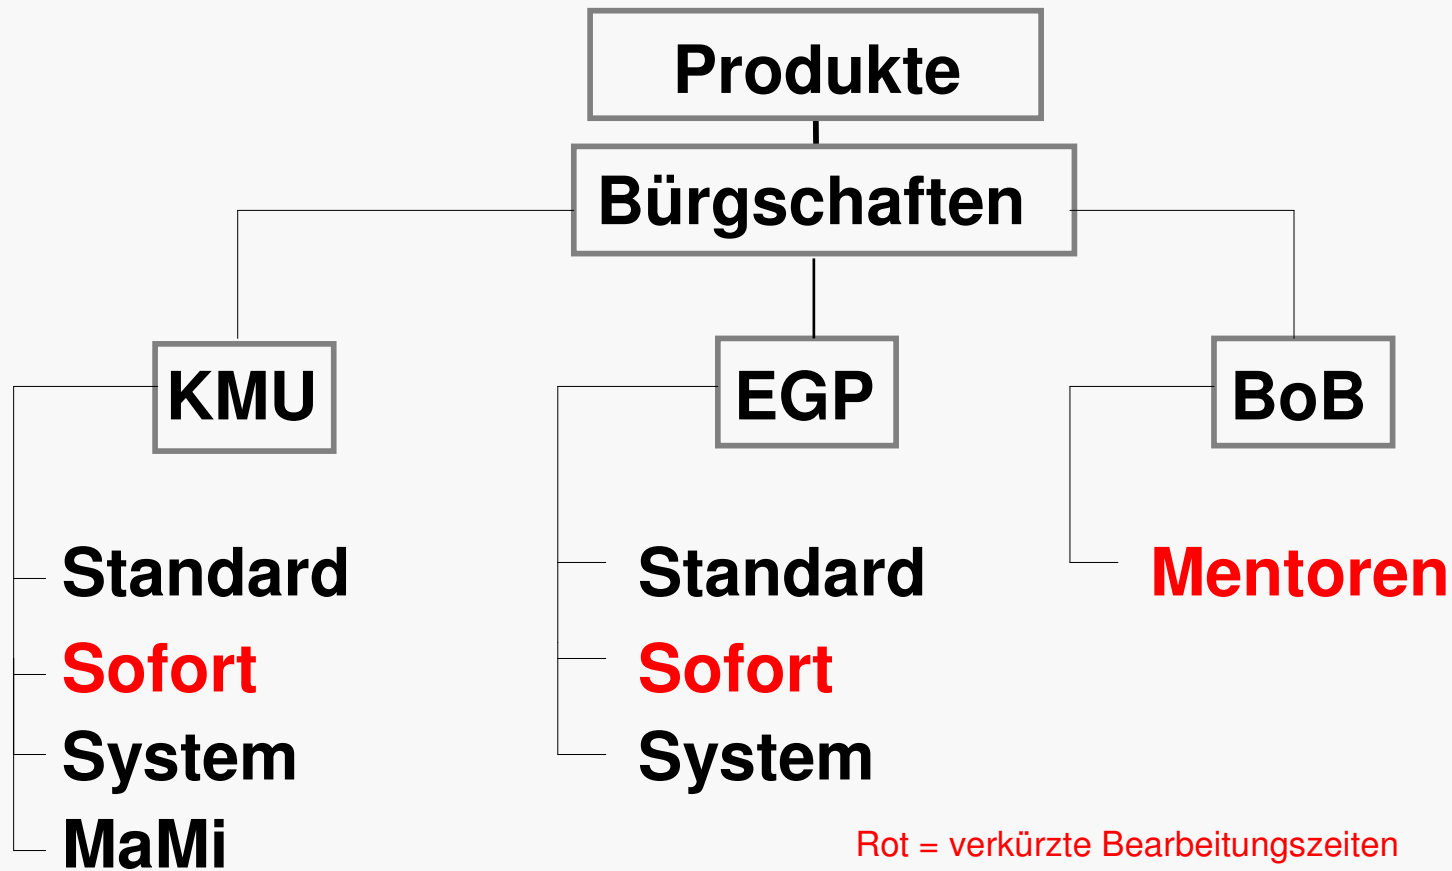 Produkte
Bürgschaften
KMU
EGP
BoB
Standard
Sofort
System
MaMi
Standard
Sofort
System
Mentoren
Rot = verkürzte Bearbeitungszeiten